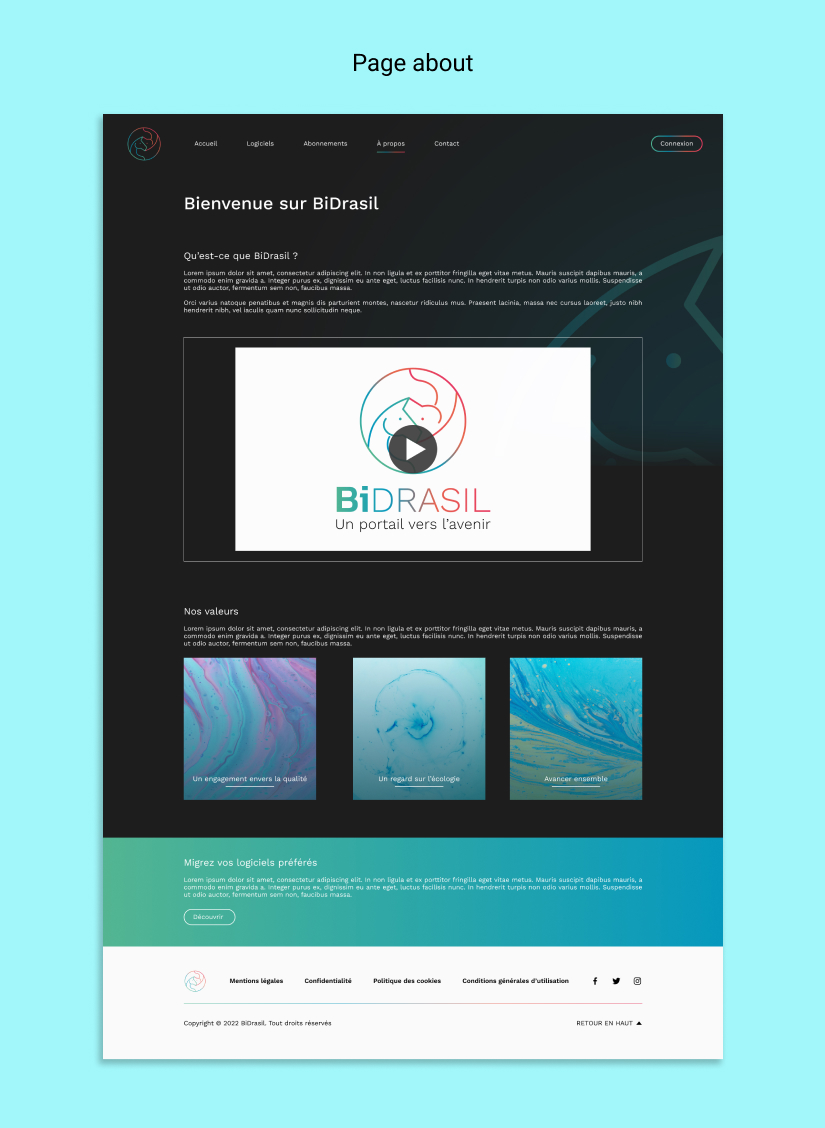 Page about
Accueil
Logiciels
Abonnements
À propos
Contact
Connexion
Bienvenue sur BiDrasil
Qu'est-ce que BiDrasil ?
Lorem ipsum dolor sit amet, consectetur adipiscing elit. In non ligula et ex porttitor fringilla eget vitae metus. Mauris suscipit dapibus mauris, a
commodo enim gravida a. Integer purus ex, dignissim eu ante eget, luctus facilisis nunc. In hendrerit turpis non odio varius mollis. Suspendisse
ut odio auctor, fermentum sem non, faucibus massa.
Orci varius natoque penatibus et magnis dis parturient montes, nascetur ridiculus mus. Praesent lacinia, massa nec cursus laoreet, justo nibh
hendrerit nibh, vel iaculis quam nunc sollicitudin neque.
BiDRASIL
Un portail vers l'avenir
Nos valeurs
Lorem ipsum dolor sit amet, consectetur adipiscing elit. In non ligula et ex porttitor fringilla eget vitae metus. Mauris suscipit dapibus mauris, a
commodo enim gravida a. Integer purus ex, dignissim eu ante eget, luctus facilisis nunc. In hendrerit turpis non odio varius mollis. Suspendisse
ut odio auctor, fermentum sem non, faucibus massa.
Un engagement envers la qualité
Un regard sur l'écologie
Avancer ensemble
Migrez vos logiciels préférés
Lorem ipsum dolor sit amet, consectetur adipiscing elit. In non ligula et ex porttitor fringilla eget vitae metus. Mauris suscipit dapibus mauris, a
commodo enim gravida a. Integer purus ex, dignissim eu ante eget, luctus facilisis nunc. In hendrerit turpis non odio varius mollis. Suspendisse
ut odio auctor, fermentum sem non, faucibus massa.
Découvrir
Mentions légales
Confidentialité
Politique des cookies
Conditions générales d'utilisation
Copyright © 2022 BiDrasil. Tout droits réservés
RETOUR EN HAUT